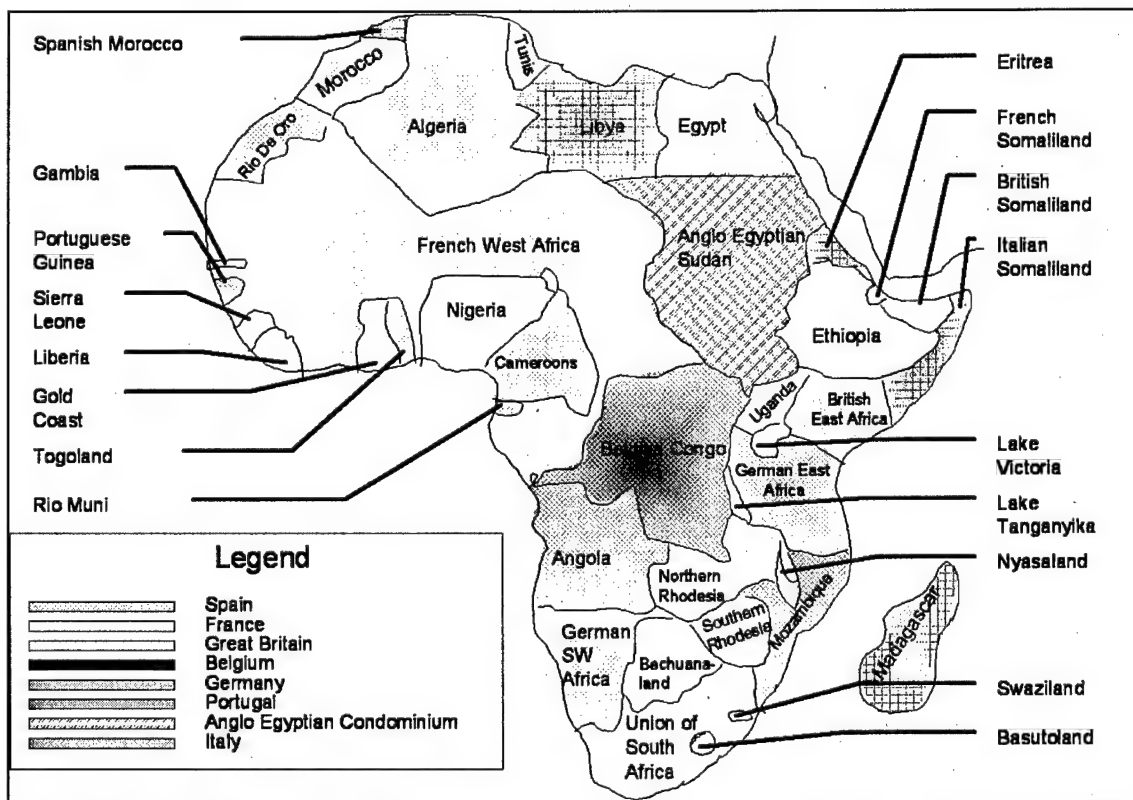 Spanish Morocco
Gambia
Portuguese
Guinea
Sierra
Leone
Liberia
Gold
Coast
Togoland
Rio Muni
Morocco
Tunis
Rio De Oro
Algeria
Libya
Egypt
French West Africa
Anglo Egyptian
Sudan
Nigeria
Cameroons
Ethiopia
Uganda
British
East Africa
Belgian Congo
German East
Africa
Angola
Northern
Rhodesia
Southern
Rhodesia
Mozambique
Madagascar
German
SW
Africa
Bechuana-
land
Union of
South
Africa
Eritrea
French
Somaliland
British
Somaliland
Italian
Somaliland
Lake
Victoria
Lake
Tanganyika
Nyasaland
Swaziland
Basutoland
Legend
Spain
France
Great Britain
Belgium
Germany
Portugal
Anglo Egyptian Condominium
Italy